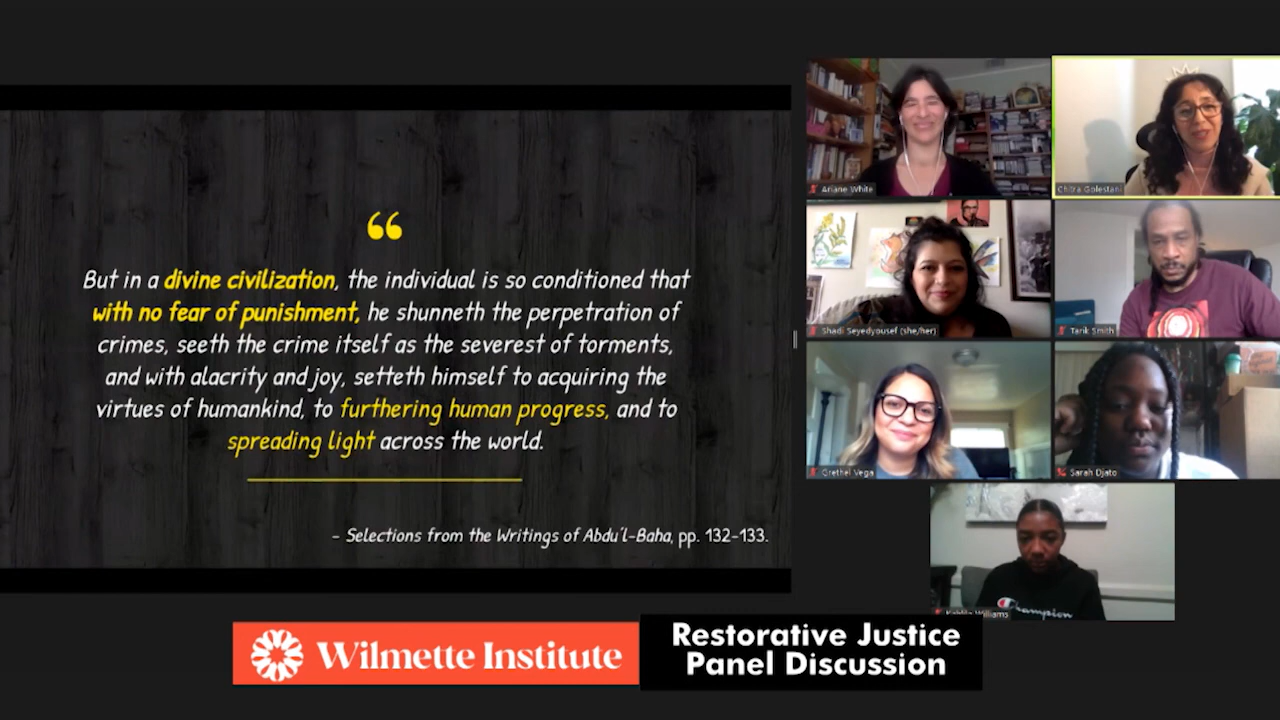 “
But in a divine civilization, the individual is so conditioned that
with no fear of punishment, he shunneth the perpetration of
crimes, seeth the crime itself as the severest of torments,
and with alacrity and joy, setteth himself to acquiring the
virtues of humankind, to furthering human progress, and to
spreading light across the world.
- Selections from the Writings of Abdu'l-Baha, pp. 132-133.
Ariane White
Chitra Golestani
Shadi Seyedyousef (she/her)
Tarik Smith
Grethel Vega
Sarah Djato
Williams
Champion
Wilmette Institute
Restorative Justice
Panel Discussion